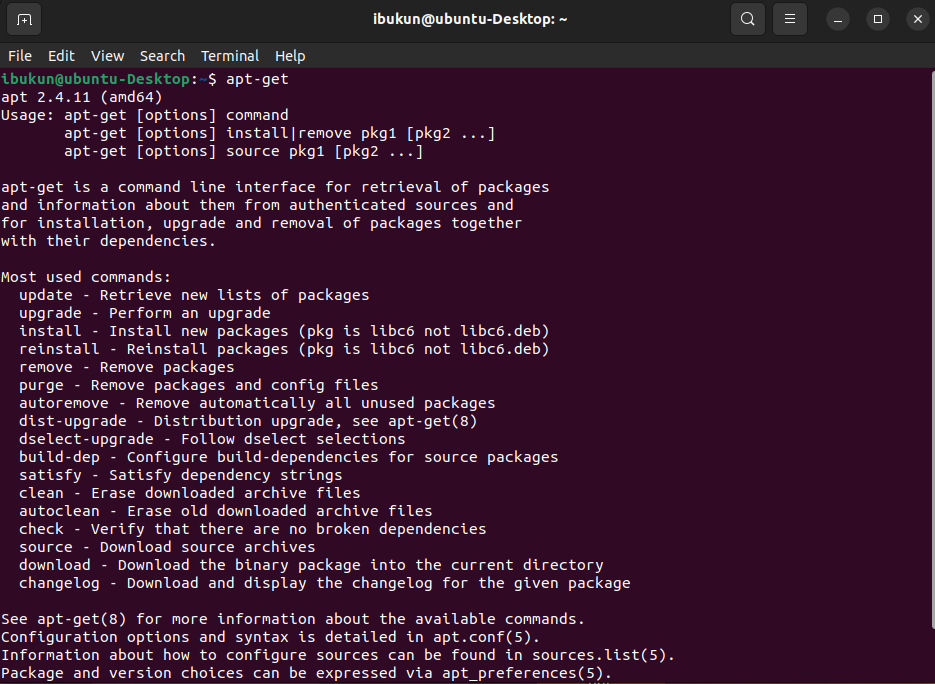 ibukun@ubuntu-Desktop: ~
File Edit View Search Terminal Help
ibukun@ubuntu-Desktop:~$ apt-get
apt 2.4.11 (amd64)
Usage: apt-get [options] command
       apt-get [options] install|remove pkg1 [pkg2 ...]
       apt-get [options] source pkg1 [pkg2 ...]

apt-get is a command line interface for retrieval of packages
and information about them from authenticated sources and
for installation, upgrade and removal of packages together
with their dependencies.

Most used commands:
  update - Retrieve new lists of packages
  upgrade - Perform an upgrade
  install - Install new packages (pkg is libc6 not libc6.deb)
  reinstall - Reinstall packages (pkg is libc6 not libc6.deb)
  remove - Remove packages
  purge - Remove packages and config files
  autoremove - Remove automatically all unused packages
  dist-upgrade - Distribution upgrade, see apt-get(8)
  dselect-upgrade - Follow dselect selections
  build-dep - Configure build-dependencies for source packages
  satisfy - Satisfy dependency strings
  clean - Erase downloaded archive files
  autoclean - Erase old downloaded archive files
  check - Verify that there are no broken dependencies
  source - Download source archives
  download - Download the binary package into the current directory
  changelog - Download and display the changelog for the given package

See apt-get(8) for more information about the available commands.
Configuration options and syntax is detailed in apt.conf(5).
Information about how to configure sources can be found in sources.list(5).
Package and version choices can be expressed via apt_preferences(5).